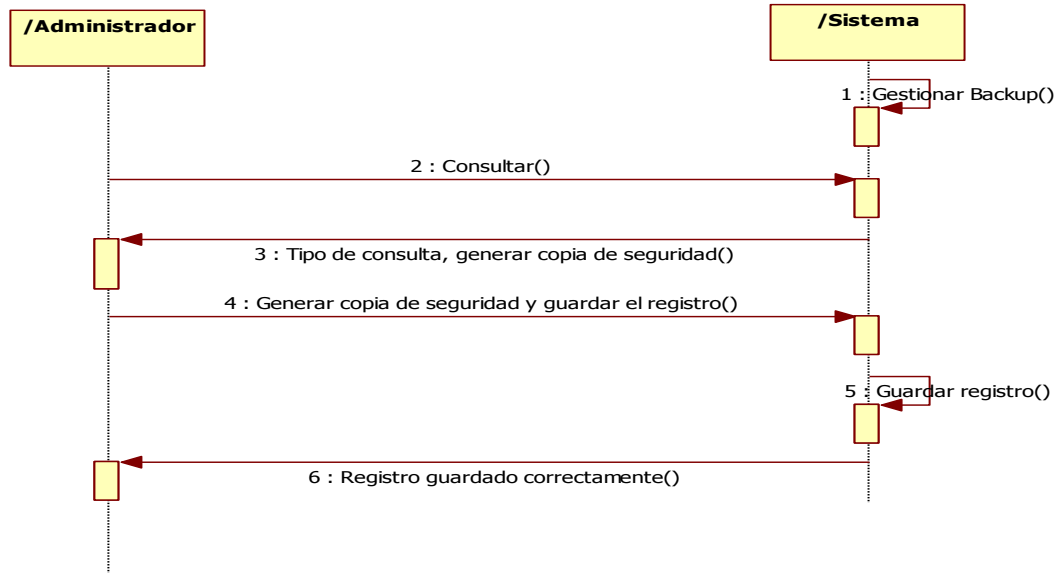 /Administrador
/Sistema
1 : Gestionar Backup()
2 : Consultar()
3 : Tipo de consulta, generar copia de seguridad()
4 : Generar copia de seguridad y guardar el registro()
5 : Guardar registro()
6 : Registro guardado correctamente()